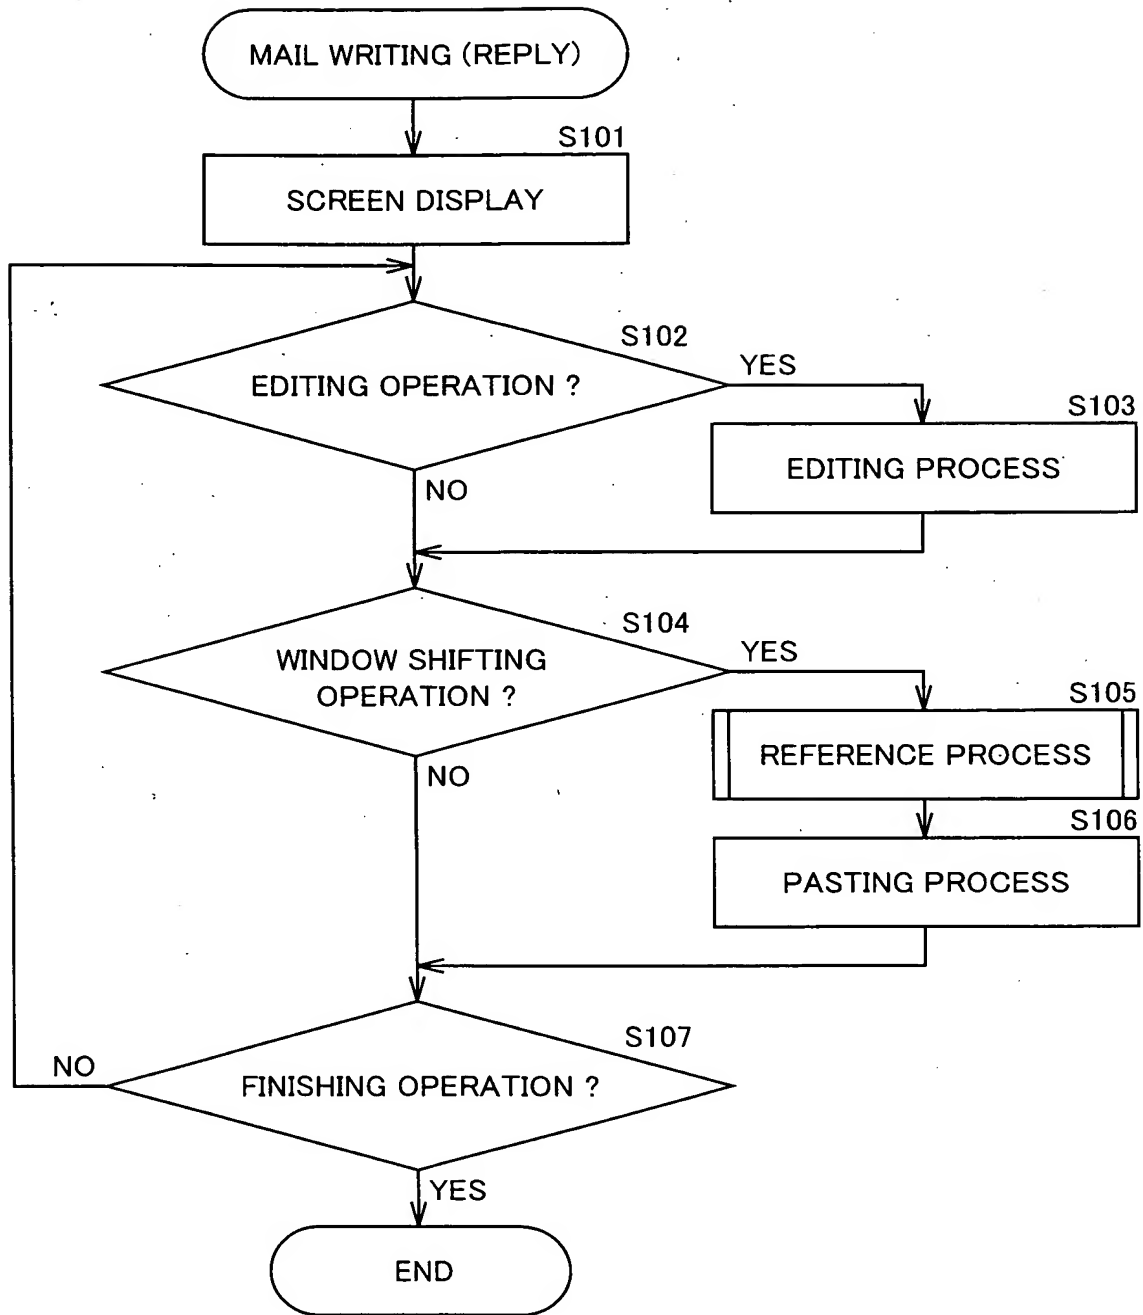 MAIL WRITING (REPLY)
S101
SCREEN DISPLAY
S102
EDITING OPERATION ?
YES
S103
EDITING PROCESS
NO
S104
WINDOW SHIFTING
OPERATION ?
YES
S105
REFERENCE PROCESS
NO
S106
PASTING PROCESS
S107
NO
FINISHING OPERATION ?
YES
END